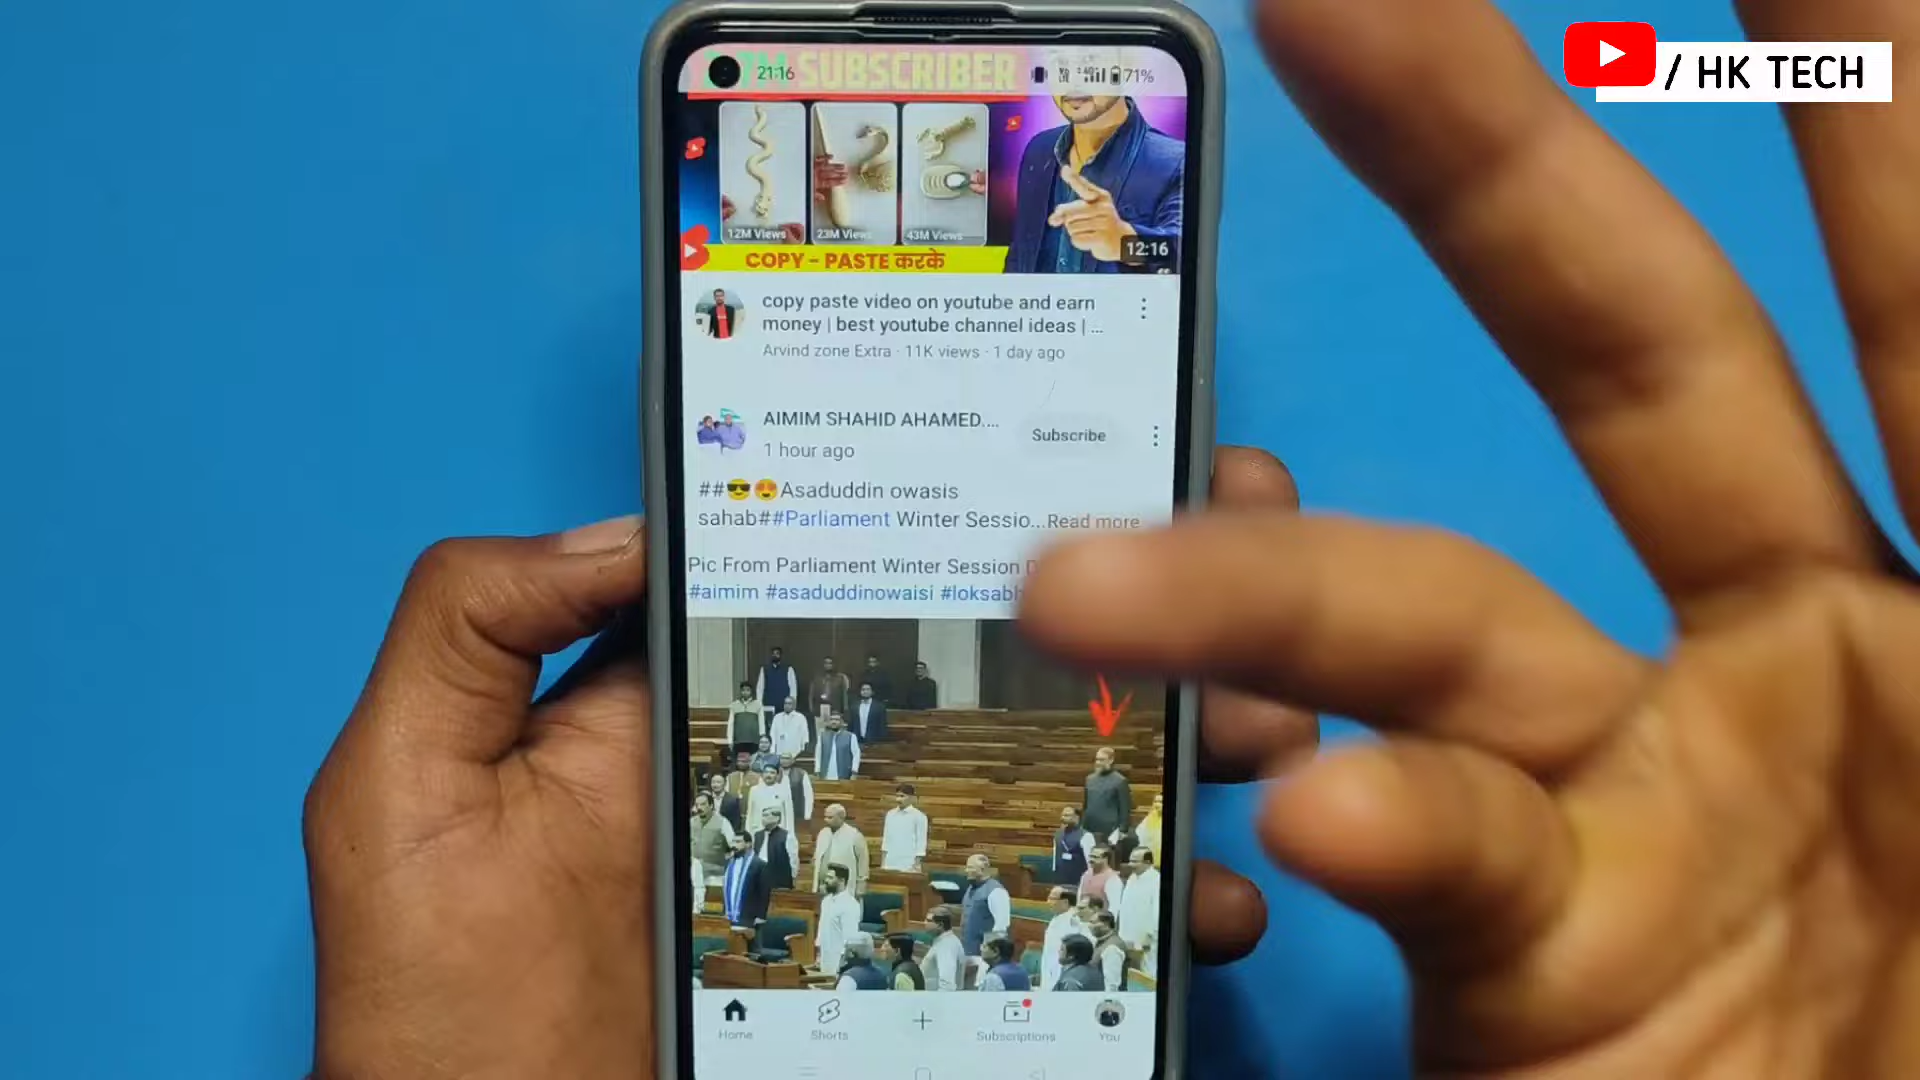 / HK TECH
21:16
71%
SUBSCRIBER
12M Views
23M Views
43M Views
12:16
COPY - PASTE करके
copy paste video on youtube and earn
money | best youtube channel ideas | ...
Arvind zone Extra · 11K views · 1 day ago
AIMIM SHAHID AHAMED....
Subscribe
1 hour ago
##😎😍Asaduddin owasis
sahab##Parliament Winter Sessio...Read more
Pic From Parliament Winter Session
#aimim #asaduddinowaisi #loksabh
Home
Shorts
Subscriptions
You